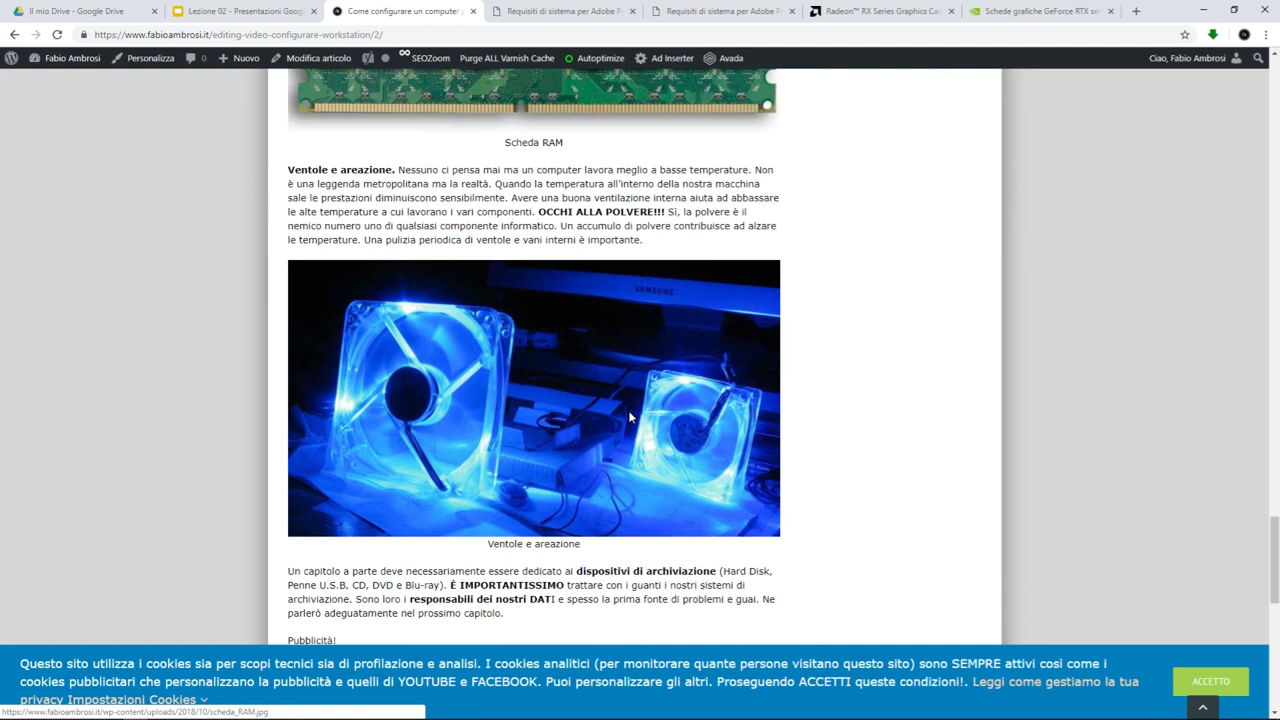 Il mio Drive - Google Drive
Lezione 02 - Presentazioni Goog
Come configurare un computer p
Requisiti di sistema per Adobe P
Requisiti di sistema per Adobe P
Radeon™ RX Series Graphics Ca
Schede grafiche GeForce RTX se
https://www.fabioambrosi.it/editing-video-configurare-workstation/2/
Fabio Ambrosi Personalizza 0 Nuovo Modifica articolo SEOZoom Purge ALL Varnish Cache Autoptimize Ad Inserter Avada Ciao, Fabio Ambrosi
Scheda RAM
Ventole e areazione. Nessuno ci pensa mai ma un computer lavora meglio a basse temperature. Non
è una leggenda metropolitana ma la realtà. Quando la temperatura all'interno della nostra macchina
sale le prestazioni diminuiscono sensibilmente. Avere una buona ventilazione interna aiuta ad abbassare
le alte temperature a cui lavorano i vari componenti. OCCHI ALLA POLVERE!!! Sì, la polvere è il
nemico numero uno di qualsiasi componente informatico. Un accumulo di polvere contribuisce ad alzare
le temperature. Una pulizia periodica di ventole e vani interni è importante.
SAMSUNG
Ventole e areazione
Un capitolo a parte deve necessariamente essere dedicato ai dispositivi di archiviazione (Hard Disk,
Penne U.S.B, CD, DVD e Blu-ray). È IMPORTANTISSIMO trattare con i guanti i nostri sistemi di
archiviazione. Sono loro i responsabili dei nostri DATI e spesso la prima fonte di problemi e guai. Ne
parlerò adeguatamente nel prossimo capitolo.
Pubblicità!
Questo sito utilizza i cookies sia per scopi tecnici sia di profilazione e analisi. I cookies analitici (per monitorare quante persone visitano questo sito) sono SEMPRE attivi così come i
cookies pubblicitari che personalizzano la pubblicità e quelli di YOUTUBE e FACEBOOK. Puoi personalizzare gli altri. Proseguendo ACCETTI queste condizioni!. Leggi come gestiamo la tua
privacy Impostazioni Cookies
ACCETTO
https://www.fabioambrosi.it/wp-content/uploads/2018/10/scheda_RAM.jpg